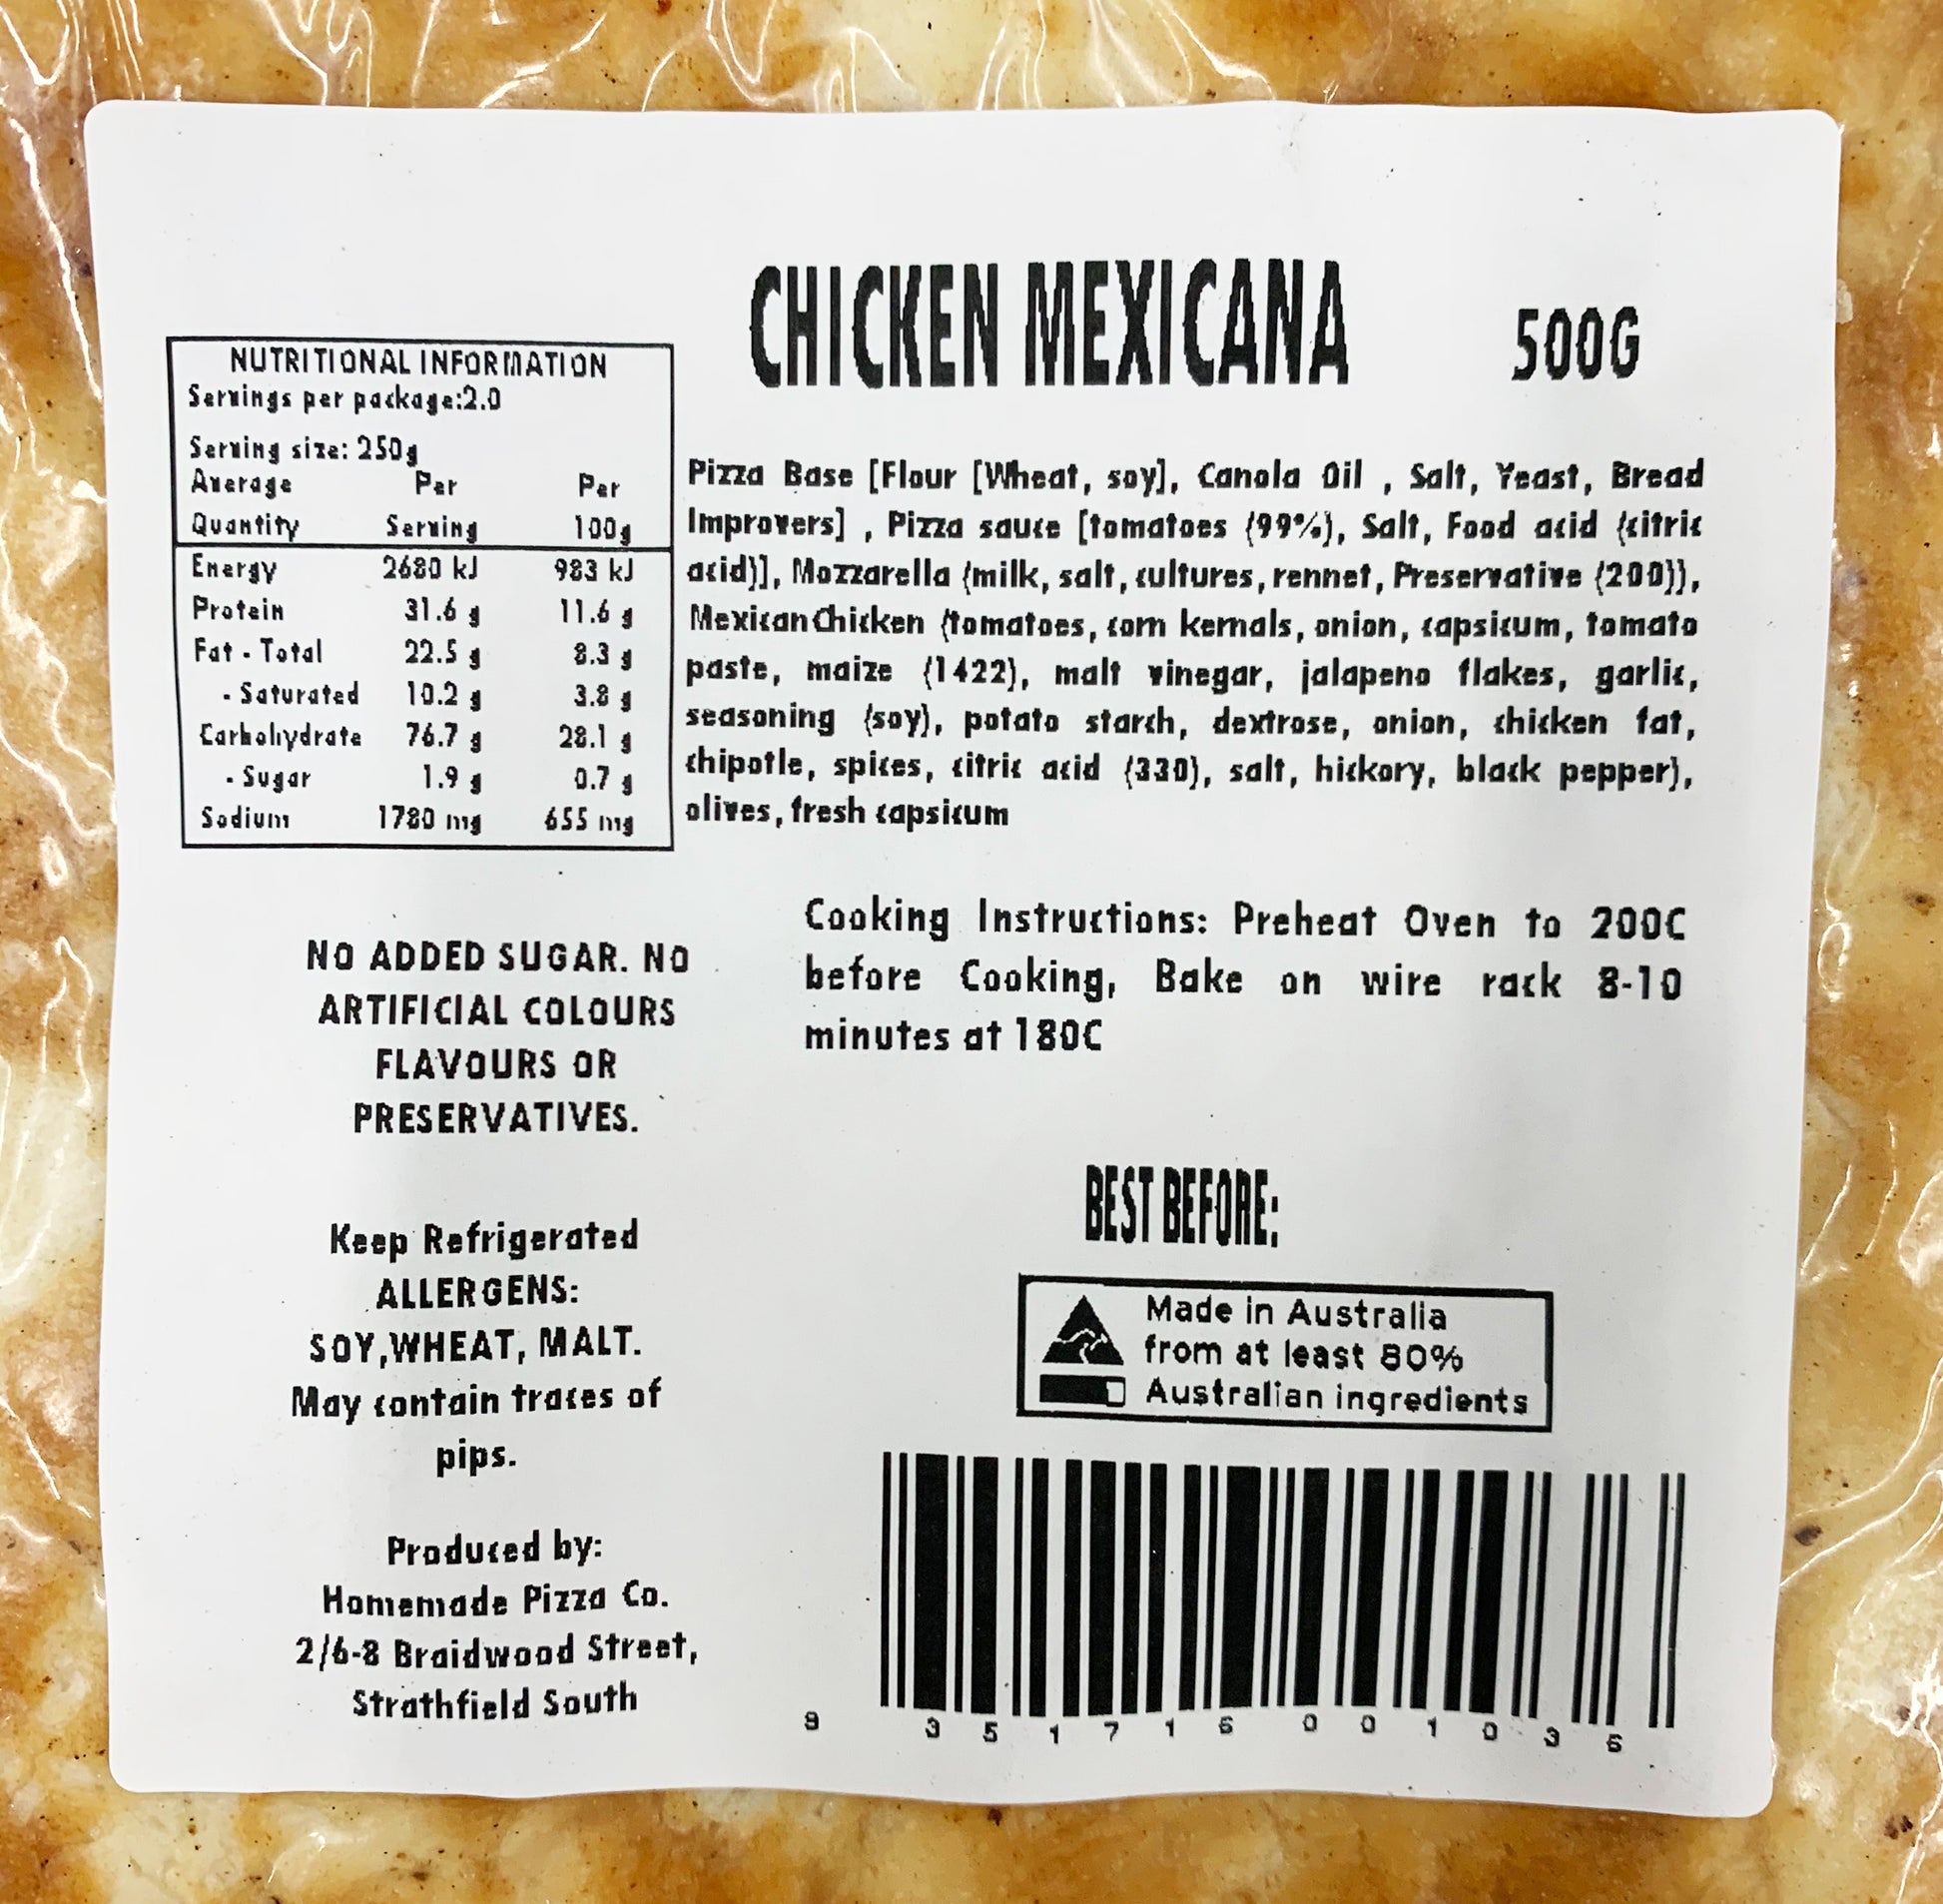 CHICKEN MEXICANA
500G
NUTRITIONAL INFORMATION
Servings per package:2.0
Serving size: 250g
Average Per Per
Quantity Serving 100g
Energy 2680 kJ 983 kJ
Protein 31.6 g 11.6 g
Fat - Total 22.5 g 8.3 g
- Saturated 10.2 g 3.8 g
Carbohydrate 76.7 g 28.1 g
- Sugar 1.9 g 0.7 g
Sodium 1780 mg 655 mg
Pizza Base [Flour [Wheat, soy], Canola Oil , Salt, Yeast, Bread
Improvers] , Pizza sauce [tomatoes (99%), Salt, Food acid (citric
acid)], Mozzarella (milk, salt, cultures, rennet, Preservative (200)),
Mexican Chicken (tomatoes, corn kernals, onion, capsicum, tomato
paste, maize (1422), malt vinegar, jalapeno flakes, garlic,
seasoning (soy), potato starch, dextrose, onion, chicken fat,
chipotle, spices, citric acid (330), salt, hickory, black pepper),
olives, fresh capsicum
Cooking Instructions: Preheat Oven to 200C
before Cooking, Bake on wire rack 8-10
minutes at 180C
NO ADDED SUGAR. NO
ARTIFICIAL COLOURS
FLAVOURS OR
PRESERVATIVES.
Keep Refrigerated
ALLERGENS:
SOY,WHEAT, MALT.
May contain traces of
pips.
Produced by:
Homemade Pizza Co.
2/6-8 Braidwood Street,
Strathfield South
BEST BEFORE:
Made in Australia
from at least 80%
Australian ingredients
9 351716 001036